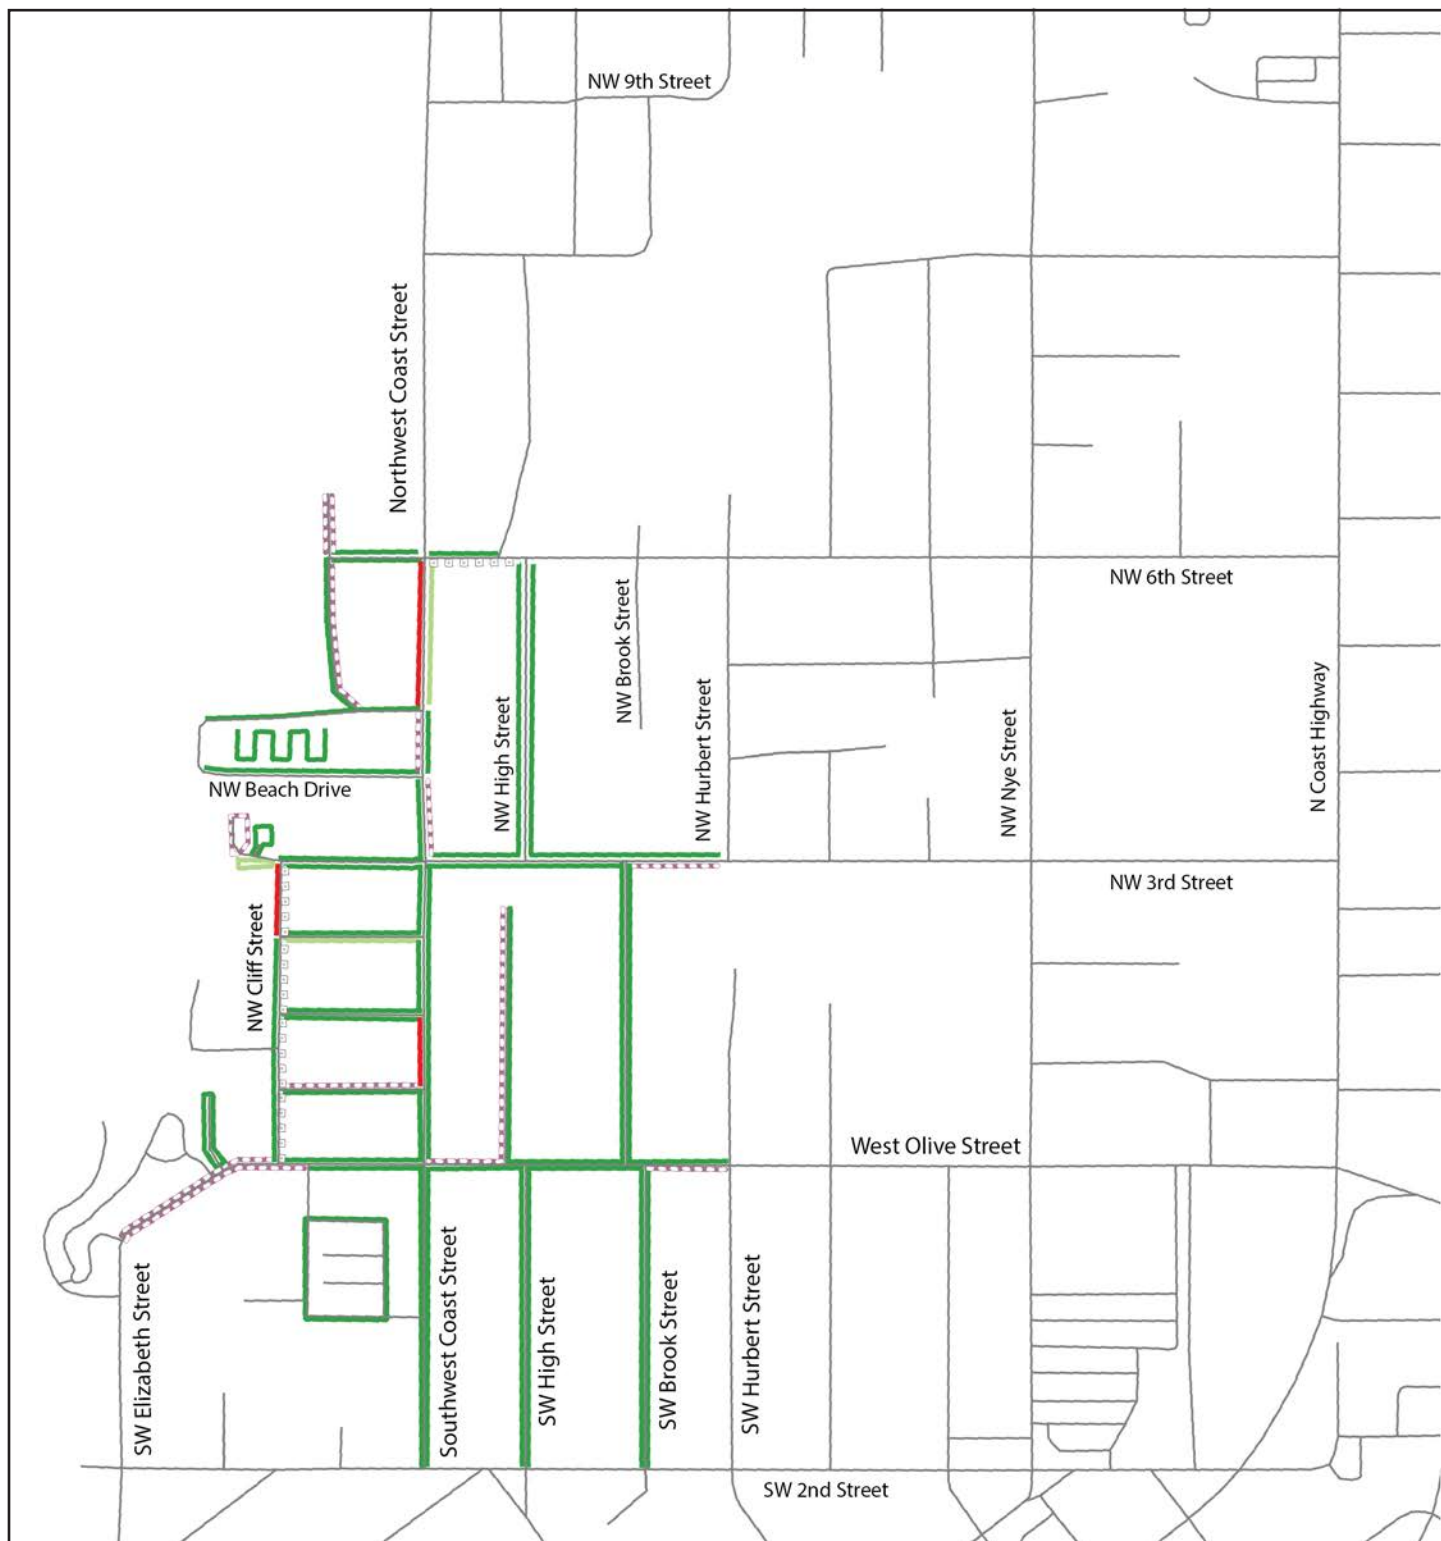 NW 9th Street
Northwest Coast Street
NW 6th Street
NW Brook Street
N Coast Highway
NW High Street
NW Hurbert Street
NW Nye Street
NW Beach Drive
NW 3rd Street
NW Cliff Street
West Olive Street
SW Elizabeth Street
Southwest Coast Street
SW High Street
SW Brook Street
SW Hurbert Street
SW 2nd Street